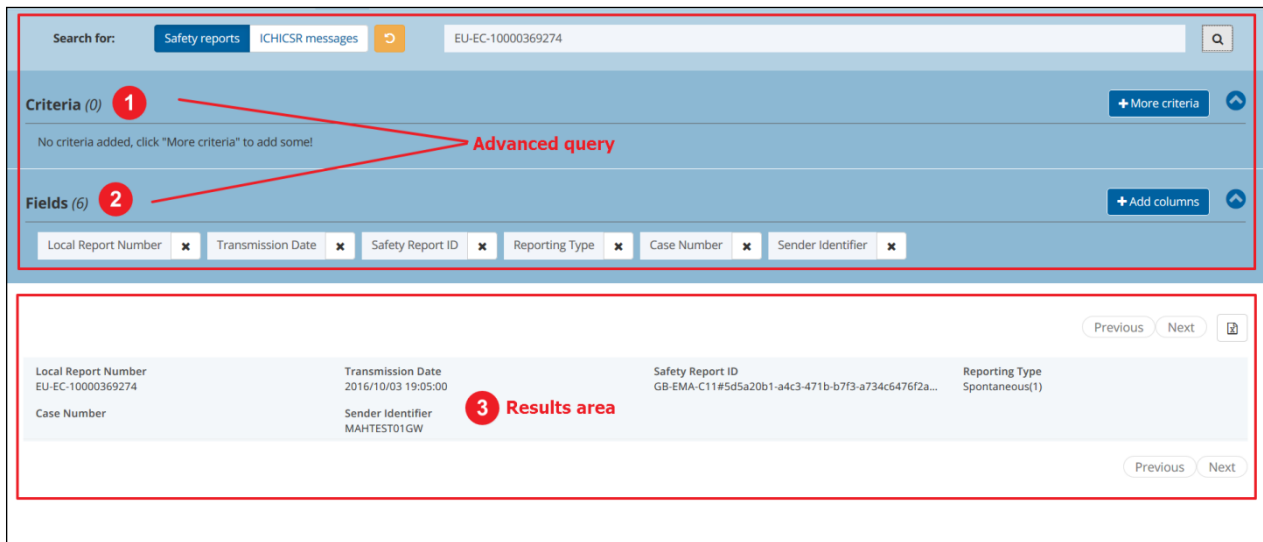 Search for: Safety reports ICHICSR messages EU-EC-10000369274
Criteria (0) 1 More criteria
No criteria added, click "More criteria" to add some!
Advanced query
Fields (6) 2 Add columns
Local Report Number Transmission Date Safety Report ID Reporting Type Case Number Sender Identifier
Previous Next
Local Report Number Transmission Date Safety Report ID Reporting Type
EU-EC-10000369274 2016/10/03 19:05:00 GB-EMA-C11#5d5a20b1-a4c3-471b-b7f3-a734c6476f2a... Spontaneous(1)
Case Number Sender Identifier
MAHTEST01GW
3 Results area
Previous Next